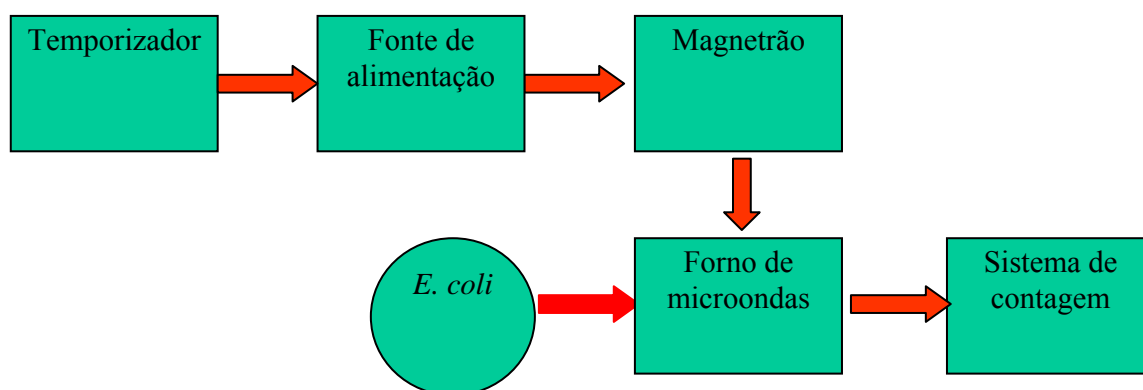 Temporizador
Fonte de
alimentação
Magnetrão
E. coli
Forno de
microondas
Sistema de
contagem